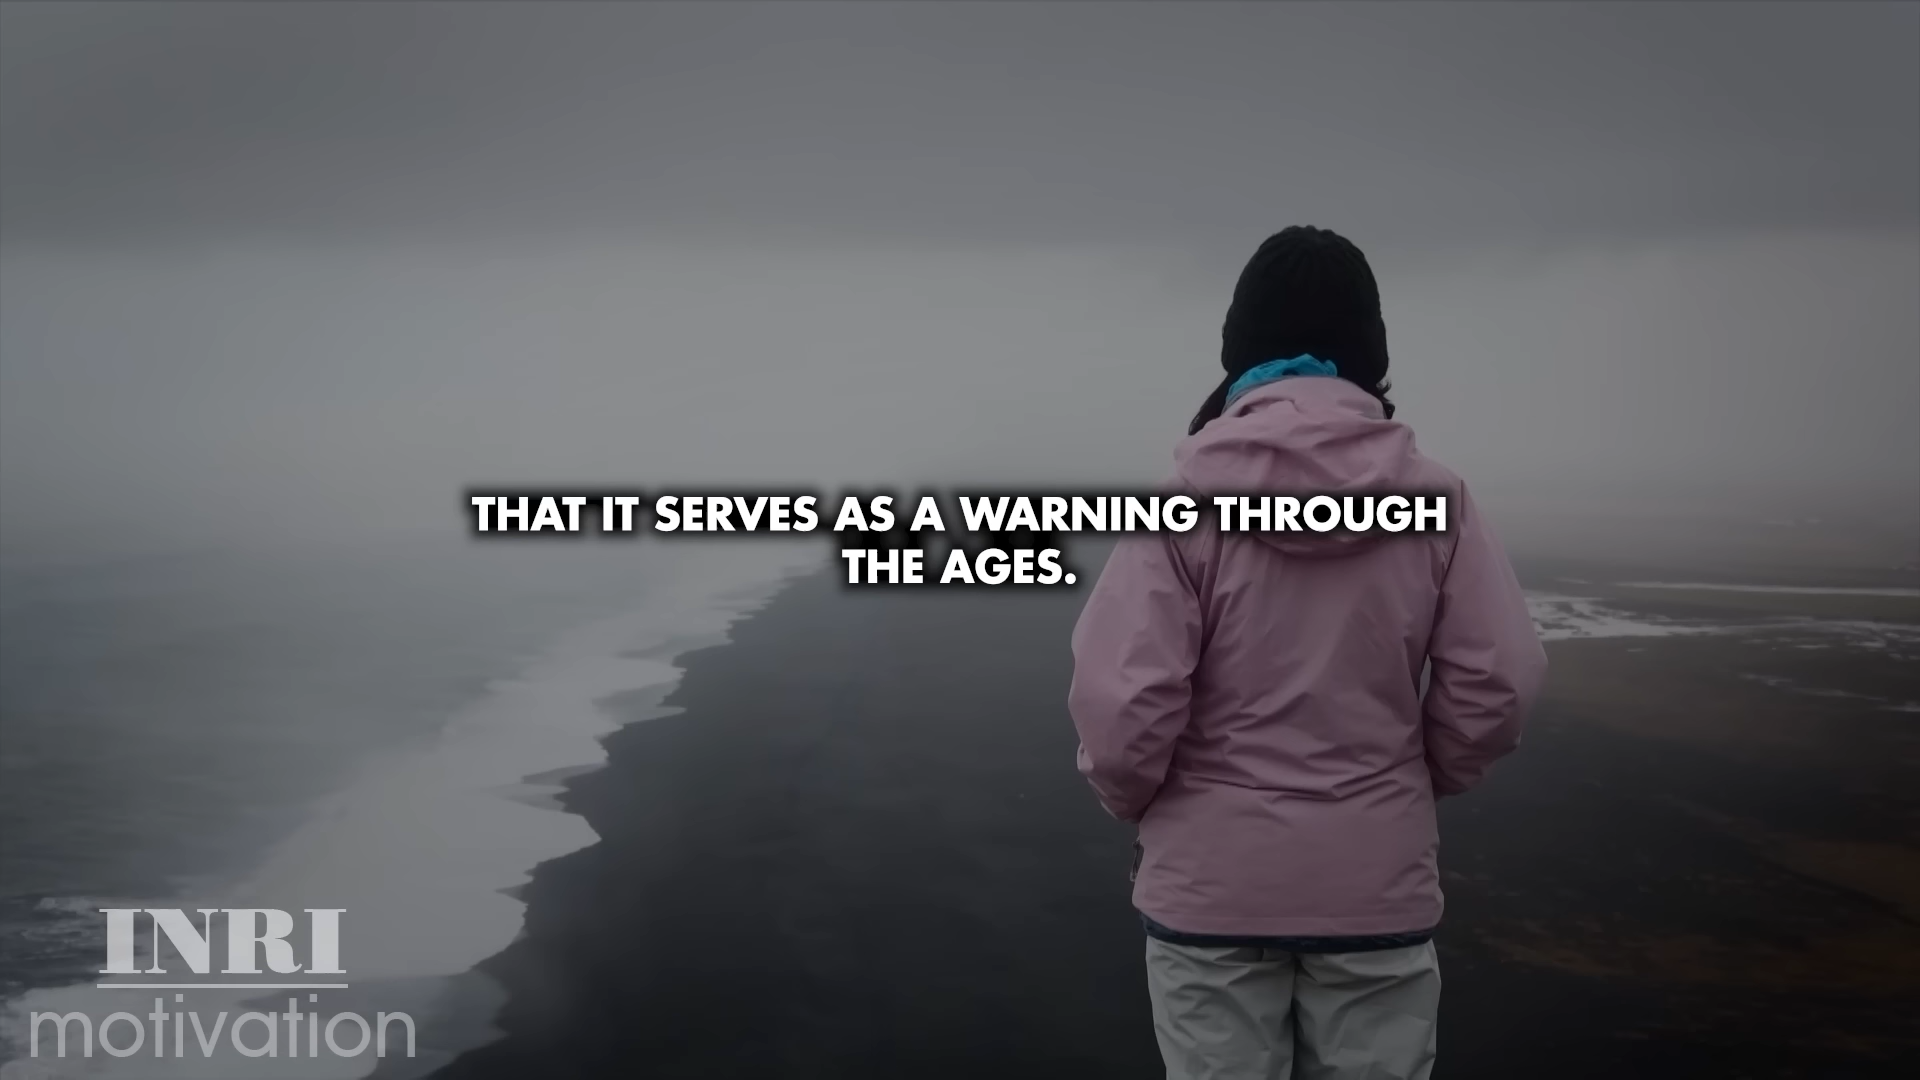 THAT IT SERVES AS A WARNING THROUGH
THE AGES.
INRI
motivation